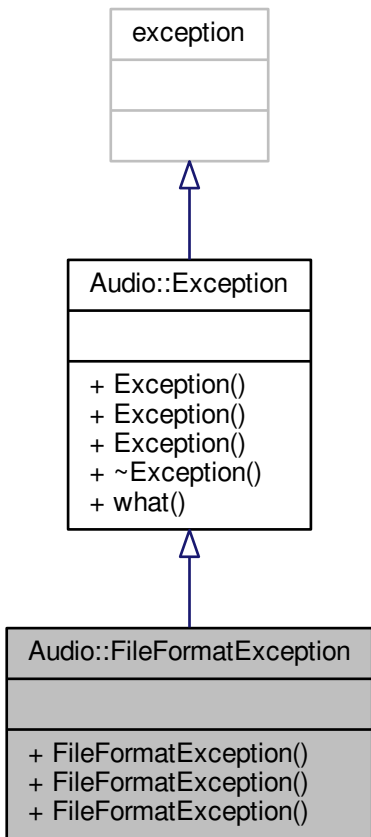 exception
Audio::Exception
+ Exception()
+ Exception()
+ Exception()
+ ~Exception()
+ what()
Audio::FileFormatException
+ FileFormatException()
+ FileFormatException()
+ FileFormatException()